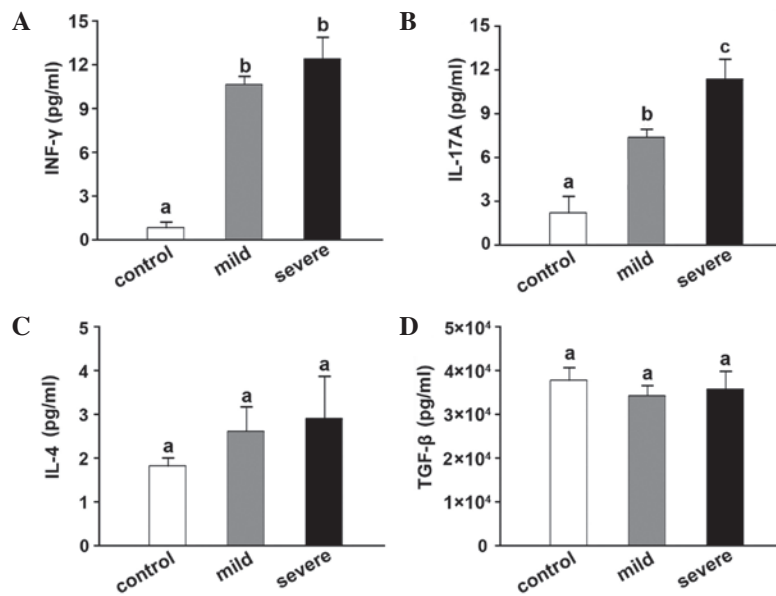 A
INF-γ (pg/ml)
15
12
9
6
3
0
a
b
b
control
mild
severe
B
IL-17A (pg/ml)
15
12
9
6
3
0
a
b
c
control
mild
severe
C
IL-4 (pg/ml)
5
4
3
2
1
0
a
a
a
control
mild
severe
D
TGF-β (pg/ml)
5×10⁴
4×10⁴
3×10⁴
2×10⁴
1×10⁴
0
a
a
a
control
mild
severe